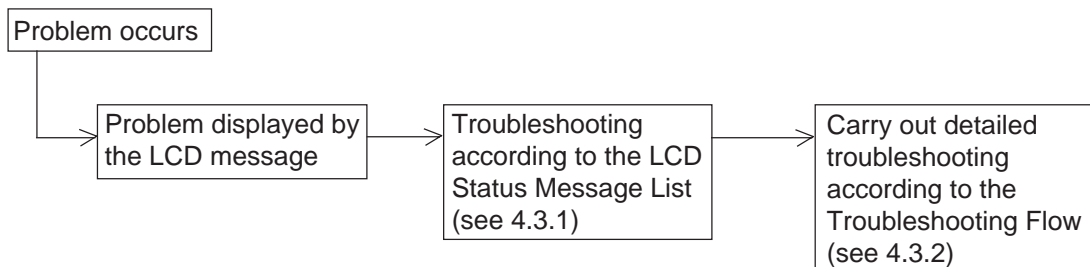 Problem occurs
Problem displayed by
the LCD message
Troubleshooting
according to the LCD
Status Message List
(see 4.3.1)
Carry out detailed
troubleshooting
according to the
Troubleshooting Flow
(see 4.3.2)